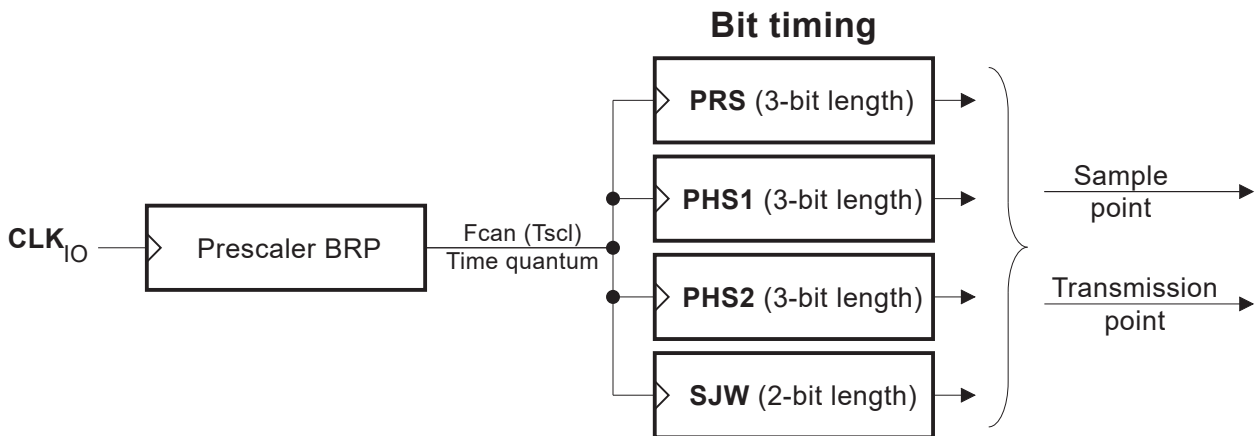 Bit timing
PRS (3-bit length)
PHS1 (3-bit length)
Sample
point
CLKIO
Prescaler BRP
Fcan (Tscl)
Time quantum
PHS2 (3-bit length)
Transmission
point
SJW (2-bit length)